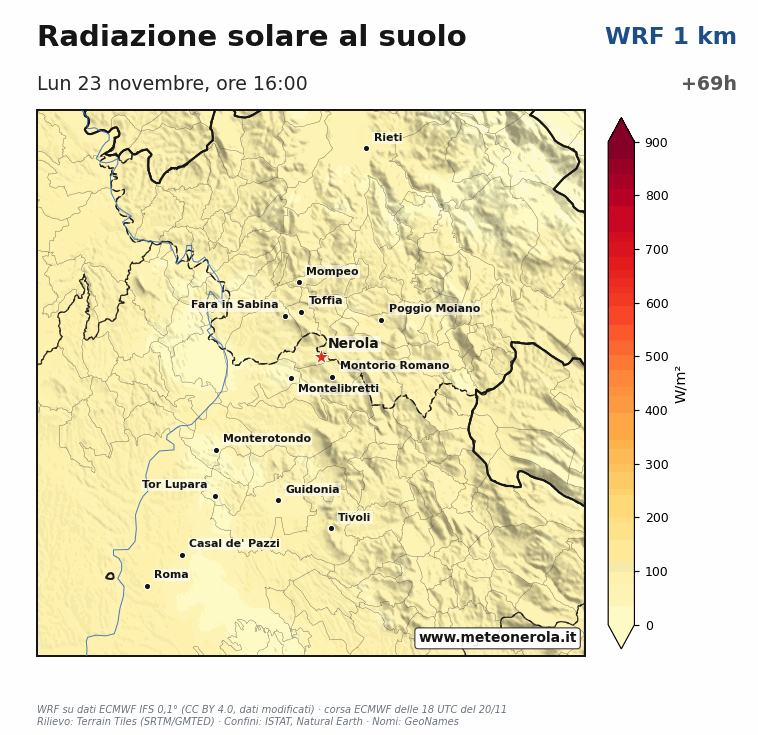 Radiazione solare al suolo
WRF 1 km
Lun 23 novembre, ore 16:00
+69h
Rieti
Mompeo
Toffia
Fara in Sabina
Poggio Moiano
Nerola
Montorio Romano
Montelibretti
Monterotondo
Tor Lupara
Guidonia
Tivoli
Casal de' Pazzi
Roma
www.meteonerola.it
900
800
700
600
500
400
300
200
100
0
W/m²
WRF su dati ECMWF IFS 0,1° (CC BY 4.0, dati modificati) · corsa ECMWF delle 18 UTC del 20/11
Rilievo: Terrain Tiles (SRTM/GMTED) · Confini: ISTAT, Natural Earth · Nomi: GeoNames